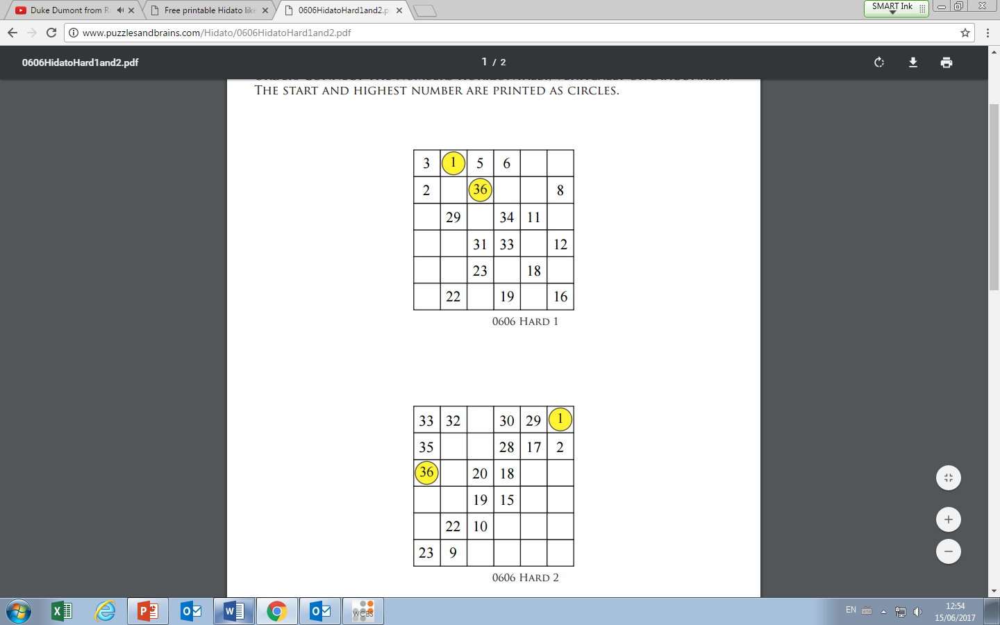 Duke Dumont from R
Free printable Hidato like
0606HidatoHard1and2.p
SMART Ink
www.puzzlesandbrains.com/Hidato/0606HidatoHard1and2.pdf
0606HidatoHard1and2.pdf
1 / 2
THE START AND HIGHEST NUMBER ARE PRINTED AS CIRCLES.
3 1 5 6
2 36 8
29 34 11
31 33 12
23 18
22 19 16
0606 HARD 1
33 32 30 29 1
35 28 17 2
36 20 18
19 15
22 10
23 9
0606 HARD 2
EN
12:54
15/06/2017
WCBS